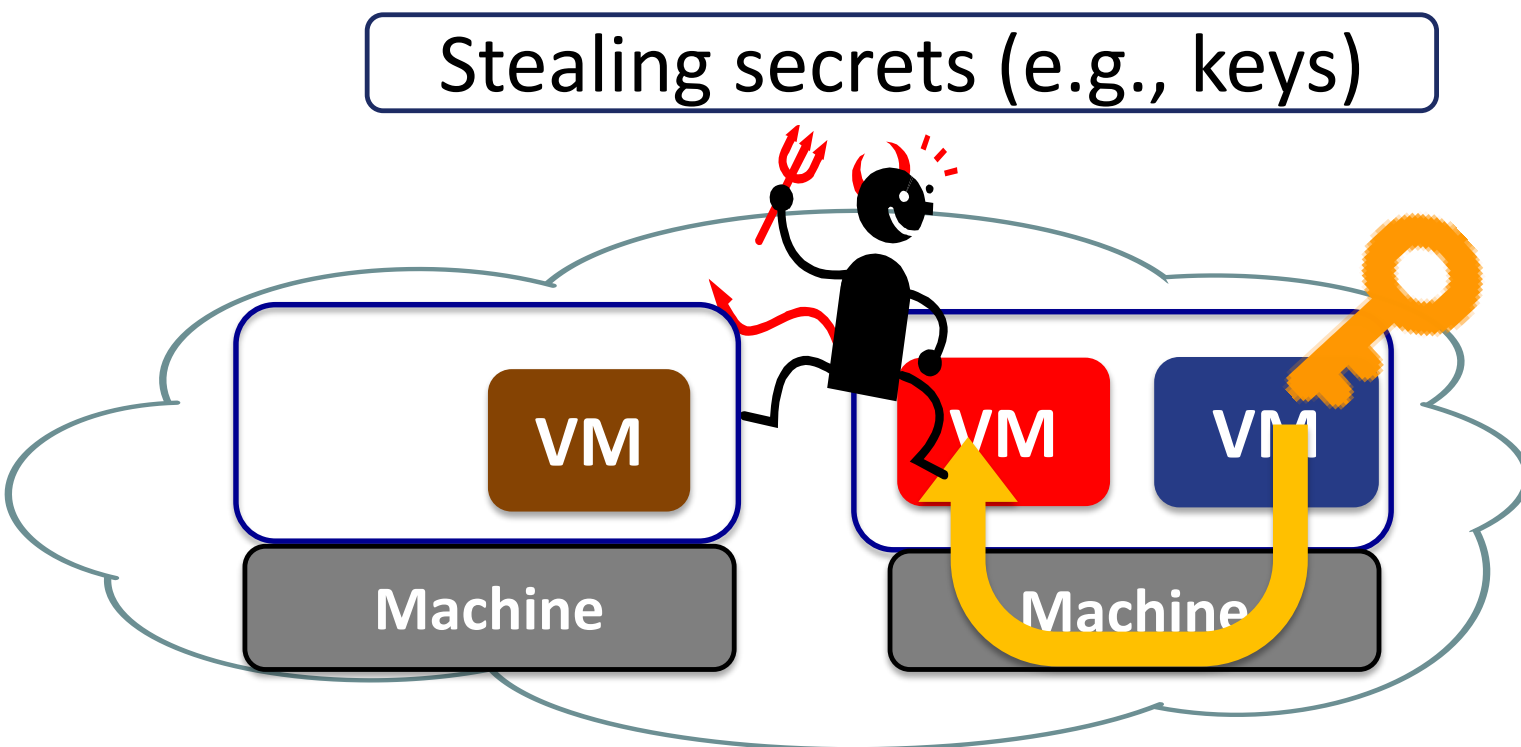 Stealing secrets (e.g., keys)
VM
VM
VM
Machine
Machine